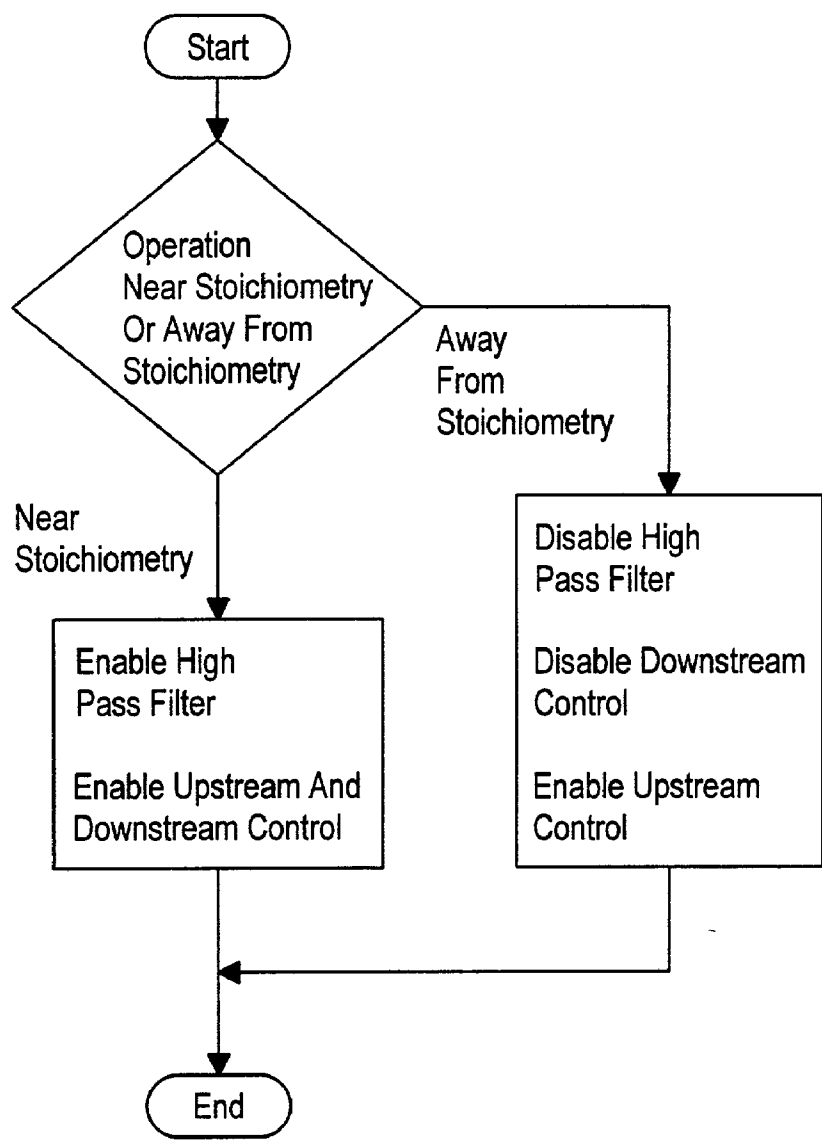 Start
Operation
Near Stoichiometry
Or Away From
Stoichiometry
Away
From
Stoichiometry
Near
Stoichiometry
Disable High
Pass Filter
Disable Downstream
Control
Enable Upstream
Control
Enable High
Pass Filter
Enable Upstream And
Downstream Control
End